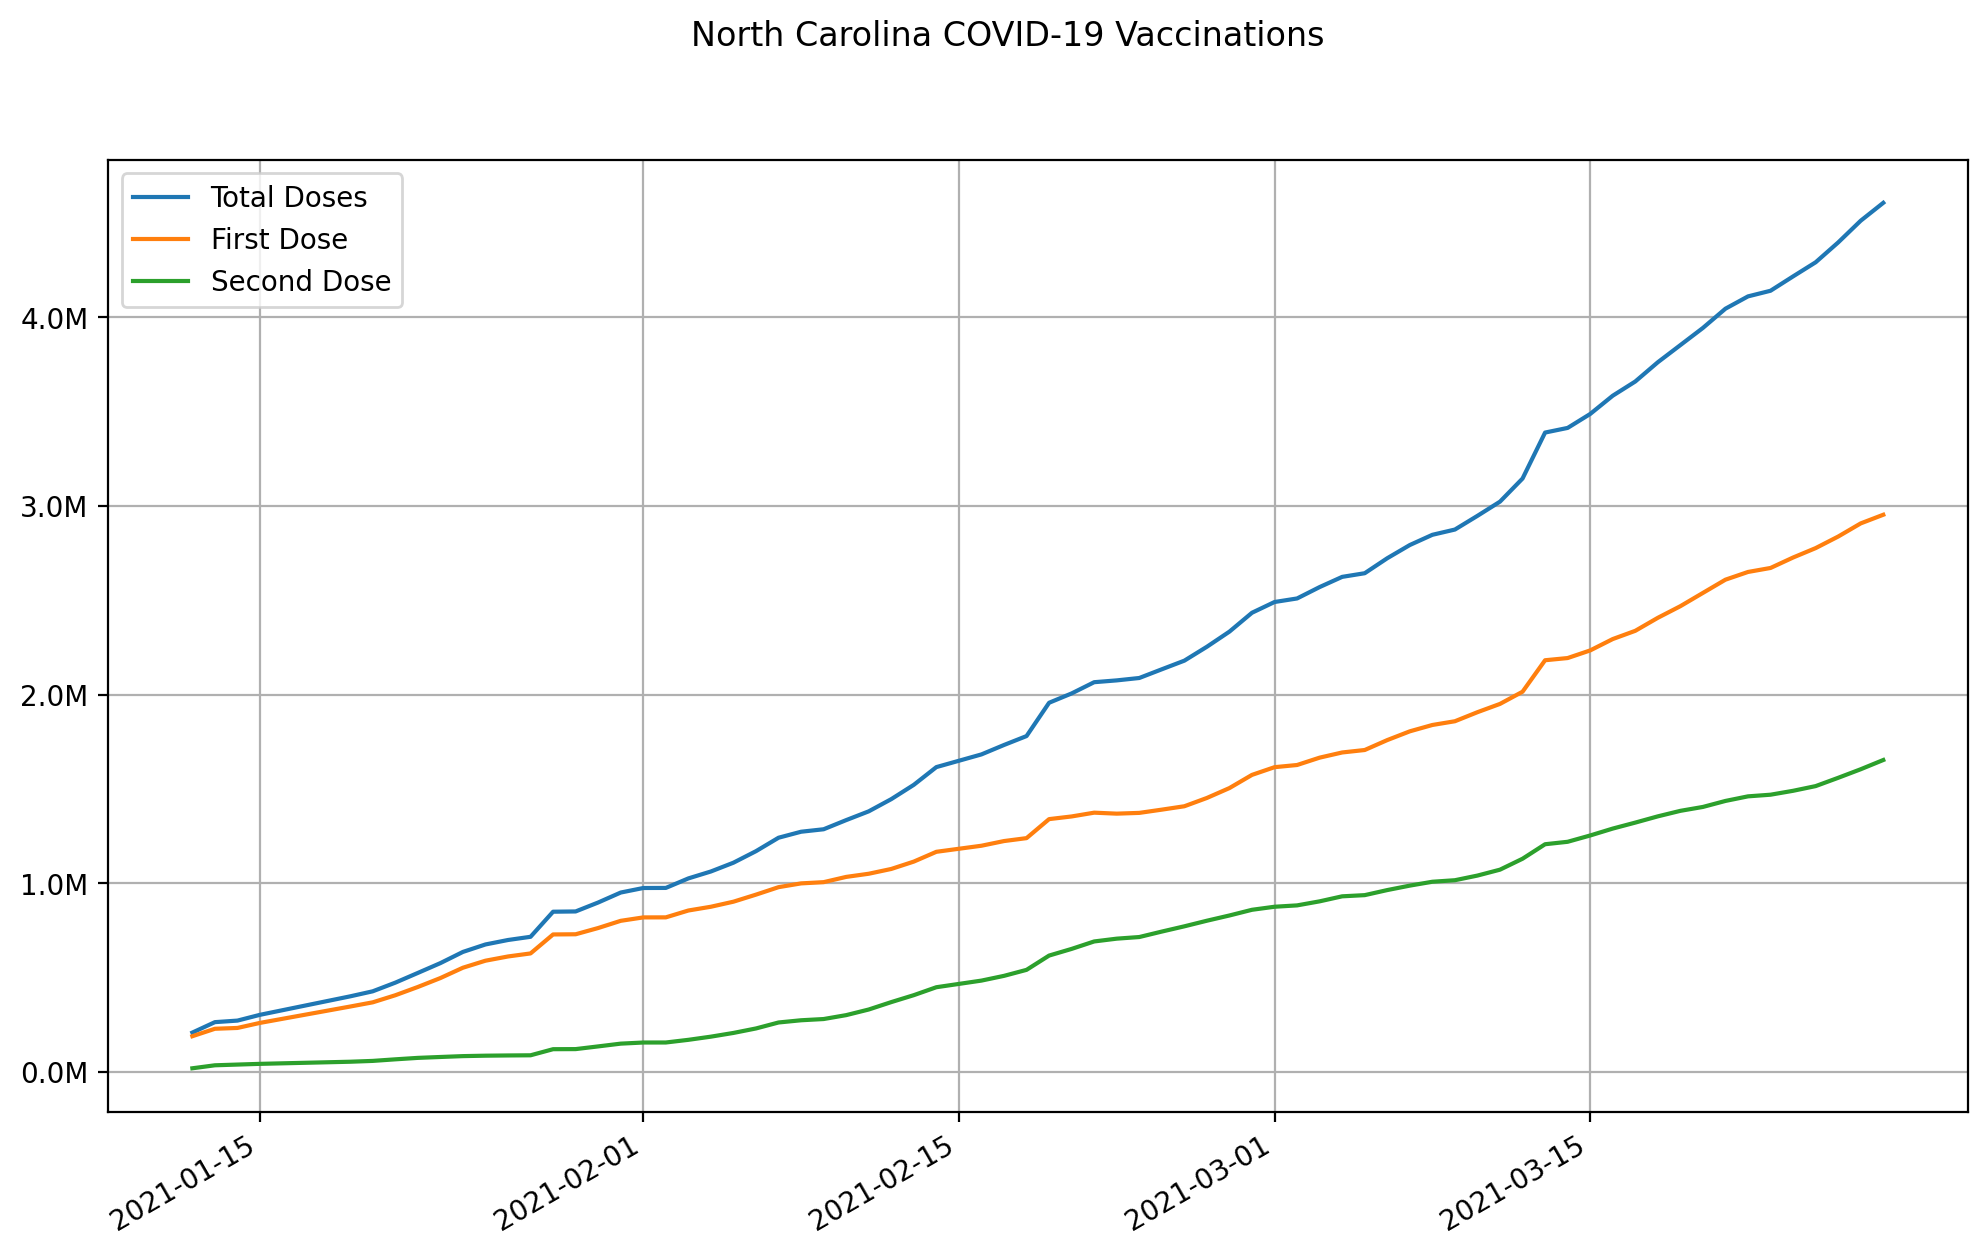 North Carolina COVID-19 Vaccinations
Total Doses
First Dose
Second Dose
4.0M
3.0M
2.0M
1.0M
0.0M
2021-01-15
2021-02-01
2021-02-15
2021-03-01
2021-03-15